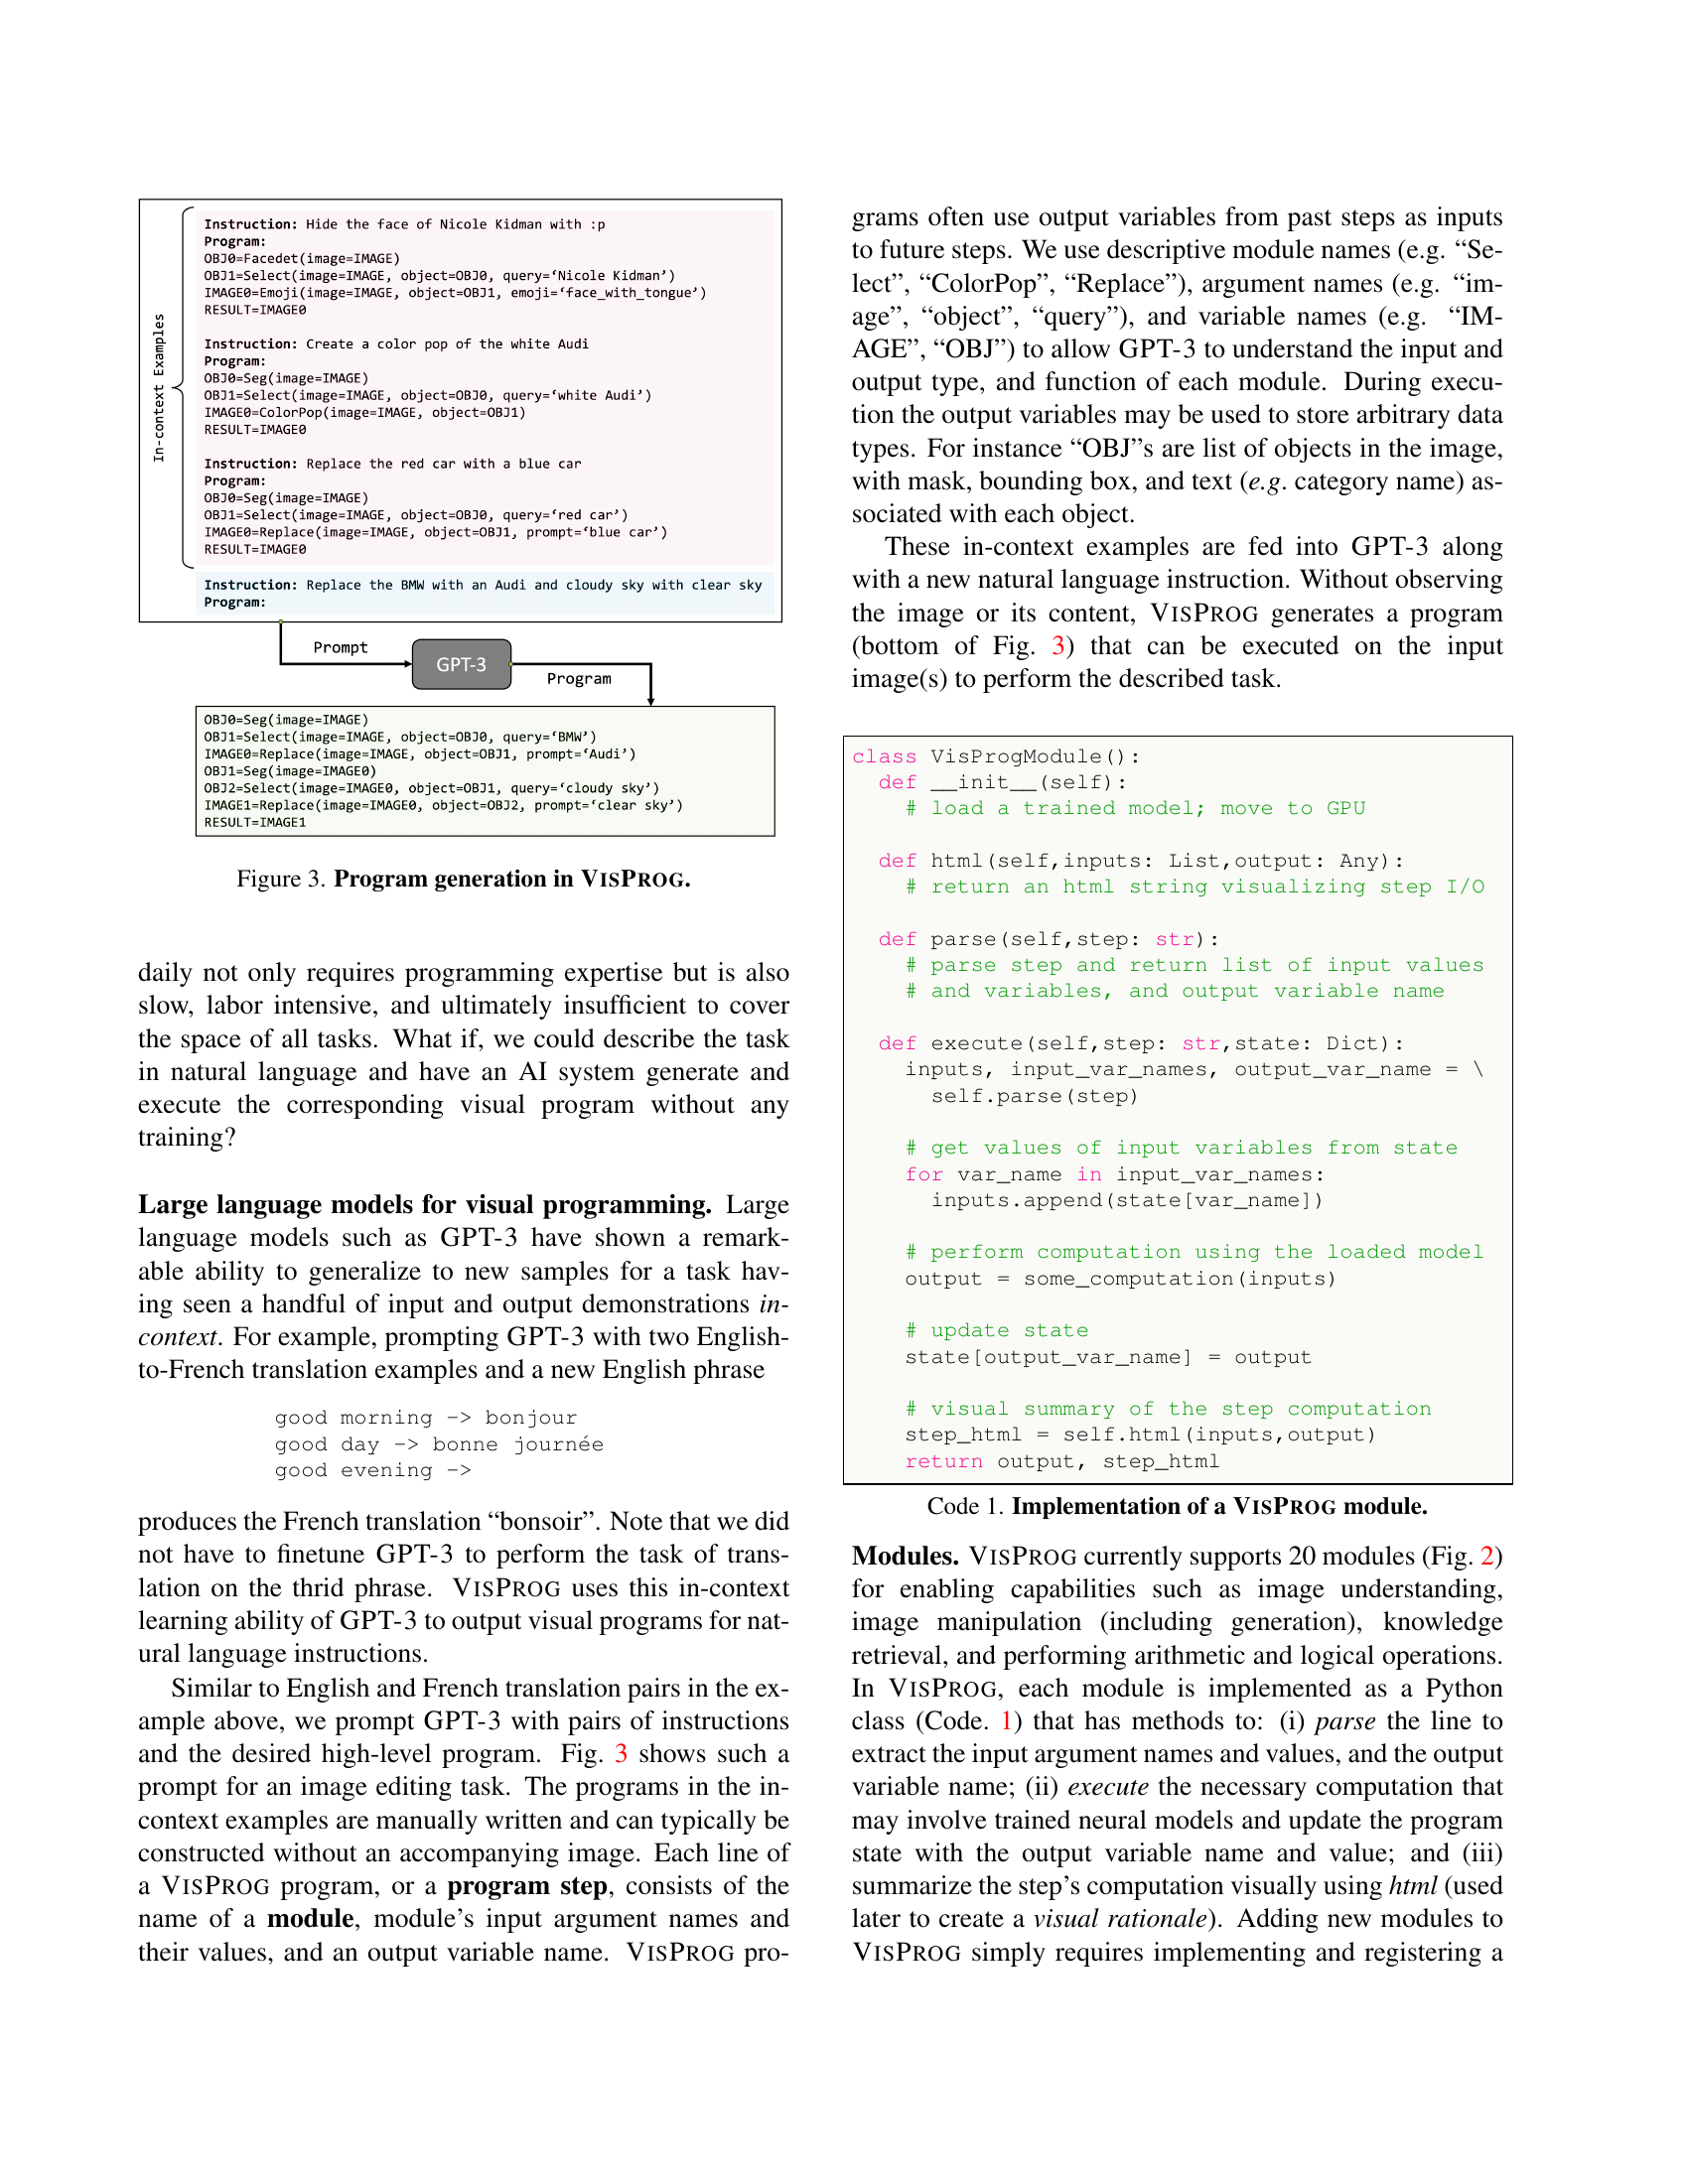 In-context Examples
Instruction: Hide the face of Nicole Kidman with :p
Program:
OBJ0=Facedet(image=IMAGE)
OBJ1=Select(image=IMAGE, object=OBJ0, query=‘Nicole Kidman’)
IMAGE0=Emoji(image=IMAGE, object=OBJ1, emoji=‘face_with_tongue’)
RESULT=IMAGE0
Instruction: Create a color pop of the white Audi
Program:
OBJ0=Seg(image=IMAGE)
OBJ1=Select(image=IMAGE, object=OBJ0, query=‘white Audi’)
IMAGE0=ColorPop(image=IMAGE, object=OBJ1)
RESULT=IMAGE0
Instruction: Replace the red car with a blue car
Program:
OBJ0=Seg(image=IMAGE)
OBJ1=Select(image=IMAGE, object=OBJ0, query=‘red car’)
IMAGE0=Replace(image=IMAGE, object=OBJ1, prompt=‘blue car’)
RESULT=IMAGE0
Instruction: Replace the BMW with an Audi and cloudy sky with clear sky
Program:
Prompt
GPT-3
Program
OBJ0=Seg(image=IMAGE)
OBJ1=Select(image=IMAGE, object=OBJ0, query=‘BMW’)
IMAGE0=Replace(image=IMAGE, object=OBJ1, prompt=‘Audi’)
OBJ1=Seg(image=IMAGE0)
OBJ2=Select(image=IMAGE0, object=OBJ1, query=‘cloudy sky’)
IMAGE1=Replace(image=IMAGE0, object=OBJ2, prompt=‘clear sky’)
RESULT=IMAGE1
Figure 3. Program generation in VISPROG.
daily not only requires programming expertise but is also
slow, labor intensive, and ultimately insufficient to cover
the space of all tasks. What if, we could describe the task
in natural language and have an AI system generate and
execute the corresponding visual program without any
training?
Large language models for visual programming. Large
language models such as GPT-3 have shown a remark-
able ability to generalize to new samples for a task hav-
ing seen a handful of input and output demonstrations in-
context. For example, prompting GPT-3 with two English-
to-French translation examples and a new English phrase
good morning -> bonjour
good day -> bonne journée
good evening ->
produces the French translation “bonsoir”. Note that we did
not have to finetune GPT-3 to perform the task of trans-
lation on the thrid phrase. VISPROG uses this in-context
learning ability of GPT-3 to output visual programs for nat-
ural language instructions.
Similar to English and French translation pairs in the ex-
ample above, we prompt GPT-3 with pairs of instructions
and the desired high-level program. Fig. 3 shows such a
prompt for an image editing task. The programs in the in-
context examples are manually written and can typically be
constructed without an accompanying image. Each line of
a VISPROG program, or a program step, consists of the
name of a module, module’s input argument names and
their values, and an output variable name. VISPROG pro-
grams often use output variables from past steps as inputs
to future steps. We use descriptive module names (e.g. “Se-
lect”, “ColorPop”, “Replace”), argument names (e.g. “im-
age”, “object”, “query”), and variable names (e.g. “IM-
AGE”, “OBJ”) to allow GPT-3 to understand the input and
output type, and function of each module. During execu-
tion the output variables may be used to store arbitrary data
types. For instance “OBJ”s are list of objects in the image,
with mask, bounding box, and text (e.g. category name) as-
sociated with each object.
These in-context examples are fed into GPT-3 along
with a new natural language instruction. Without observing
the image or its content, VISPROG generates a program
(bottom of Fig. 3) that can be executed on the input
image(s) to perform the described task.
class VisProgModule():
def __init__(self):
# load a trained model; move to GPU
def html(self,inputs: List,output: Any):
# return an html string visualizing step I/O
def parse(self,step: str):
# parse step and return list of input values
# and variables, and output variable name
def execute(self,step: str,state: Dict):
inputs, input_var_names, output_var_name = \
self.parse(step)
# get values of input variables from state
for var_name in input_var_names:
inputs.append(state[var_name])
# perform computation using the loaded model
output = some_computation(inputs)
# update state
state[output_var_name] = output
# visual summary of the step computation
step_html = self.html(inputs,output)
return output, step_html
Code 1. Implementation of a VISPROG module.
Modules. VISPROG currently supports 20 modules (Fig. 2)
for enabling capabilities such as image understanding,
image manipulation (including generation), knowledge
retrieval, and performing arithmetic and logical operations.
In VISPROG, each module is implemented as a Python
class (Code. 1) that has methods to: (i) parse the line to
extract the input argument names and values, and the output
variable name; (ii) execute the necessary computation that
may involve trained neural models and update the program
state with the output variable name and value; and (iii)
summarize the step’s computation visually using html (used
later to create a visual rationale). Adding new modules to
VISPROG simply requires implementing and registering a